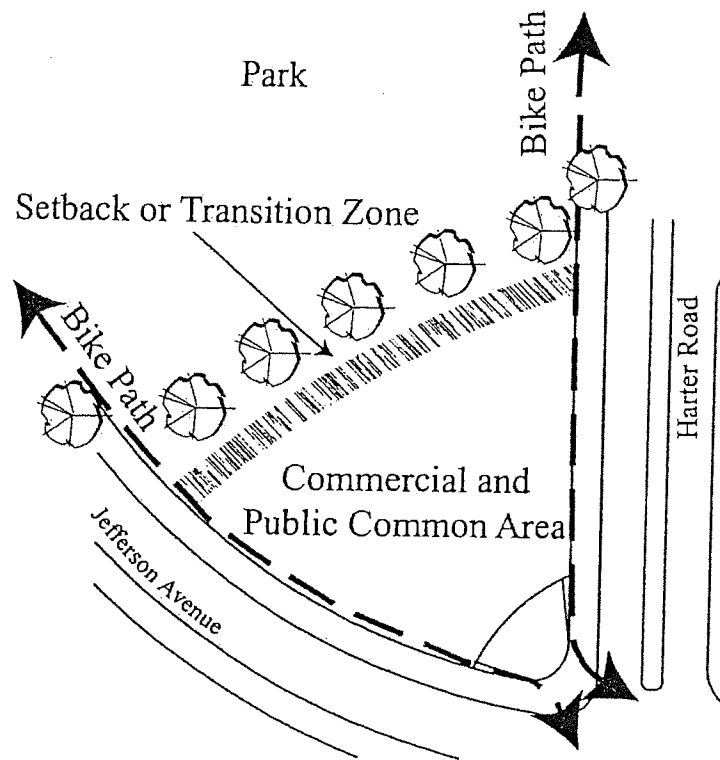 Park
Bike Path
Setback or Transition Zone
Bike Path
Harter Road
Commercial and
Public Common Area
Jefferson Avenue